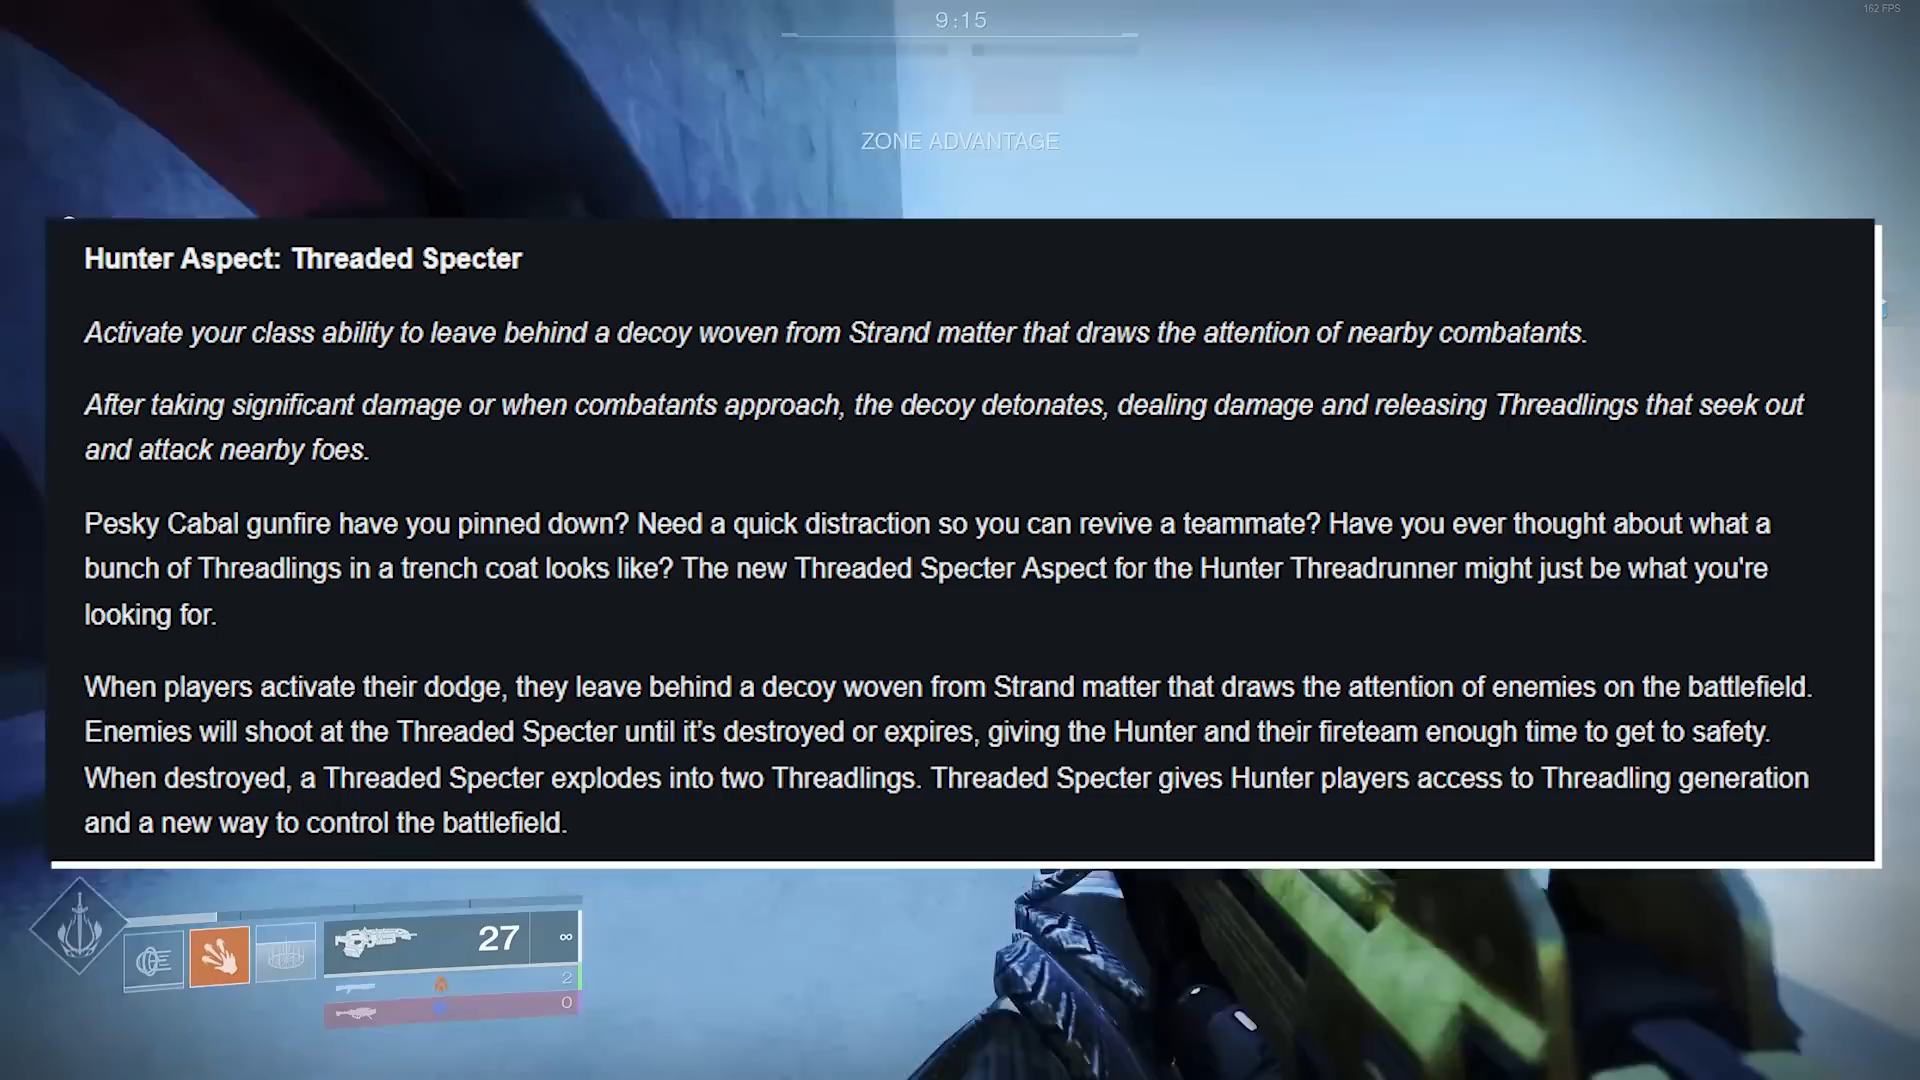 162 FPS
9:15
ZONE ADVANTAGE
Hunter Aspect: Threaded Specter
Activate your class ability to leave behind a decoy woven from Strand matter that draws the attention of nearby combatants.
After taking significant damage or when combatants approach, the decoy detonates, dealing damage and releasing Threadlings that seek out
and attack nearby foes.
Pesky Cabal gunfire have you pinned down? Need a quick distraction so you can revive a teammate? Have you ever thought about what a
bunch of Threadlings in a trench coat looks like? The new Threaded Specter Aspect for the Hunter Threadrunner might just be what you're
looking for.
When players activate their dodge, they leave behind a decoy woven from Strand matter that draws the attention of enemies on the battlefield.
Enemies will shoot at the Threaded Specter until it's destroyed or expires, giving the Hunter and their fireteam enough time to get to safety.
When destroyed, a Threaded Specter explodes into two Threadlings. Threaded Specter gives Hunter players access to Threadling generation
and a new way to control the battlefield.
27 ∞
2
0